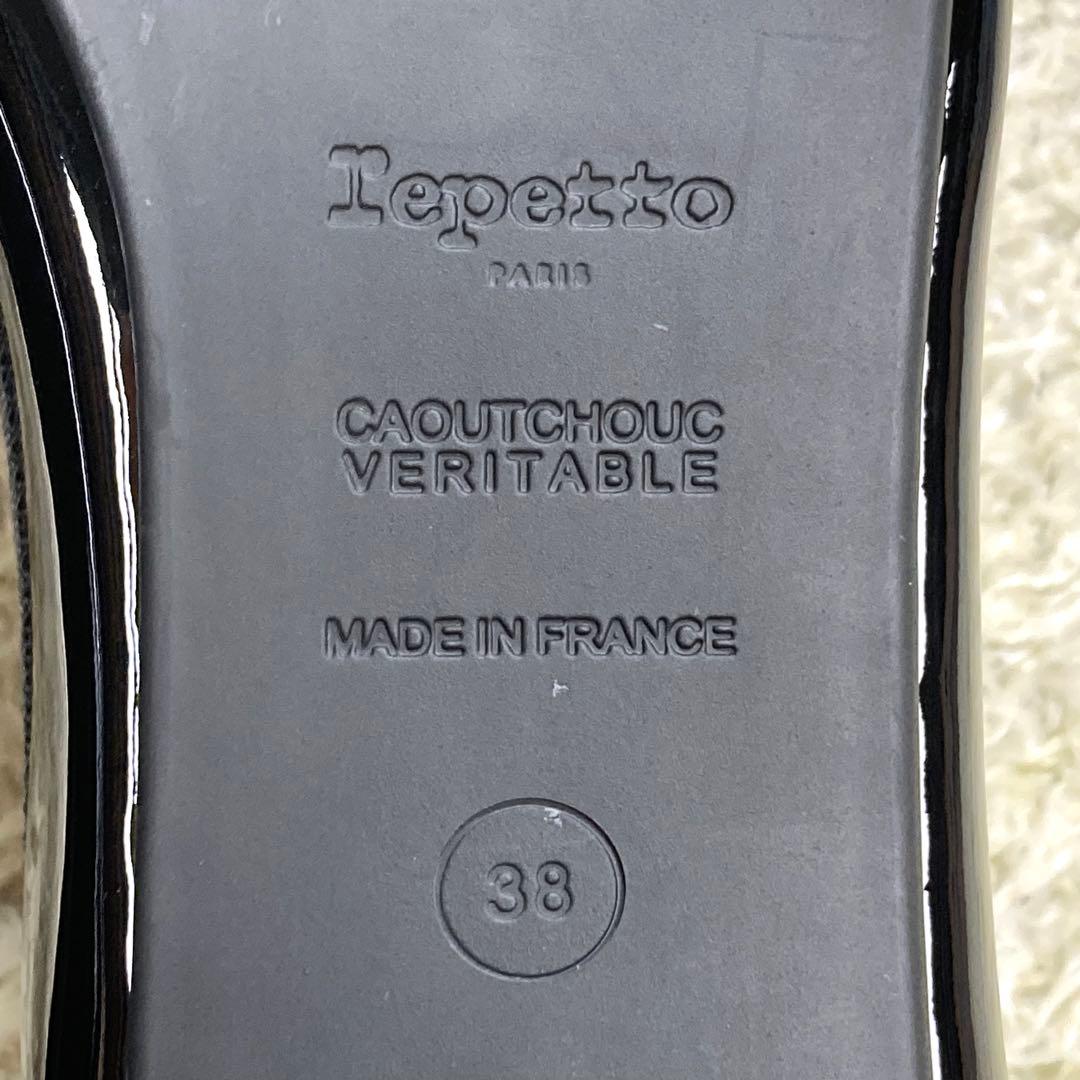 repetto
PARIS
CAOUTCHOUC
VERITABLE
MADE IN FRANCE
38